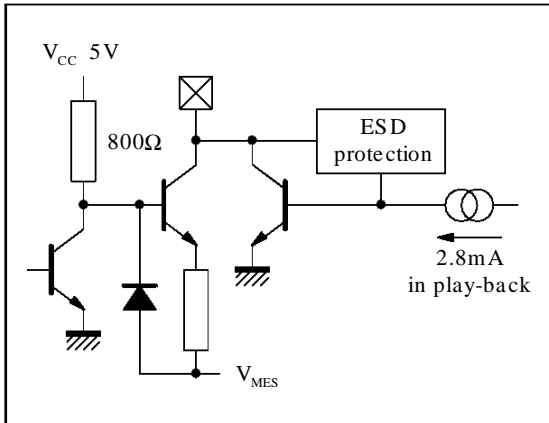 V_CC 5V
800Ω
ESD
protection
2.8mA
in play-back
V_MES